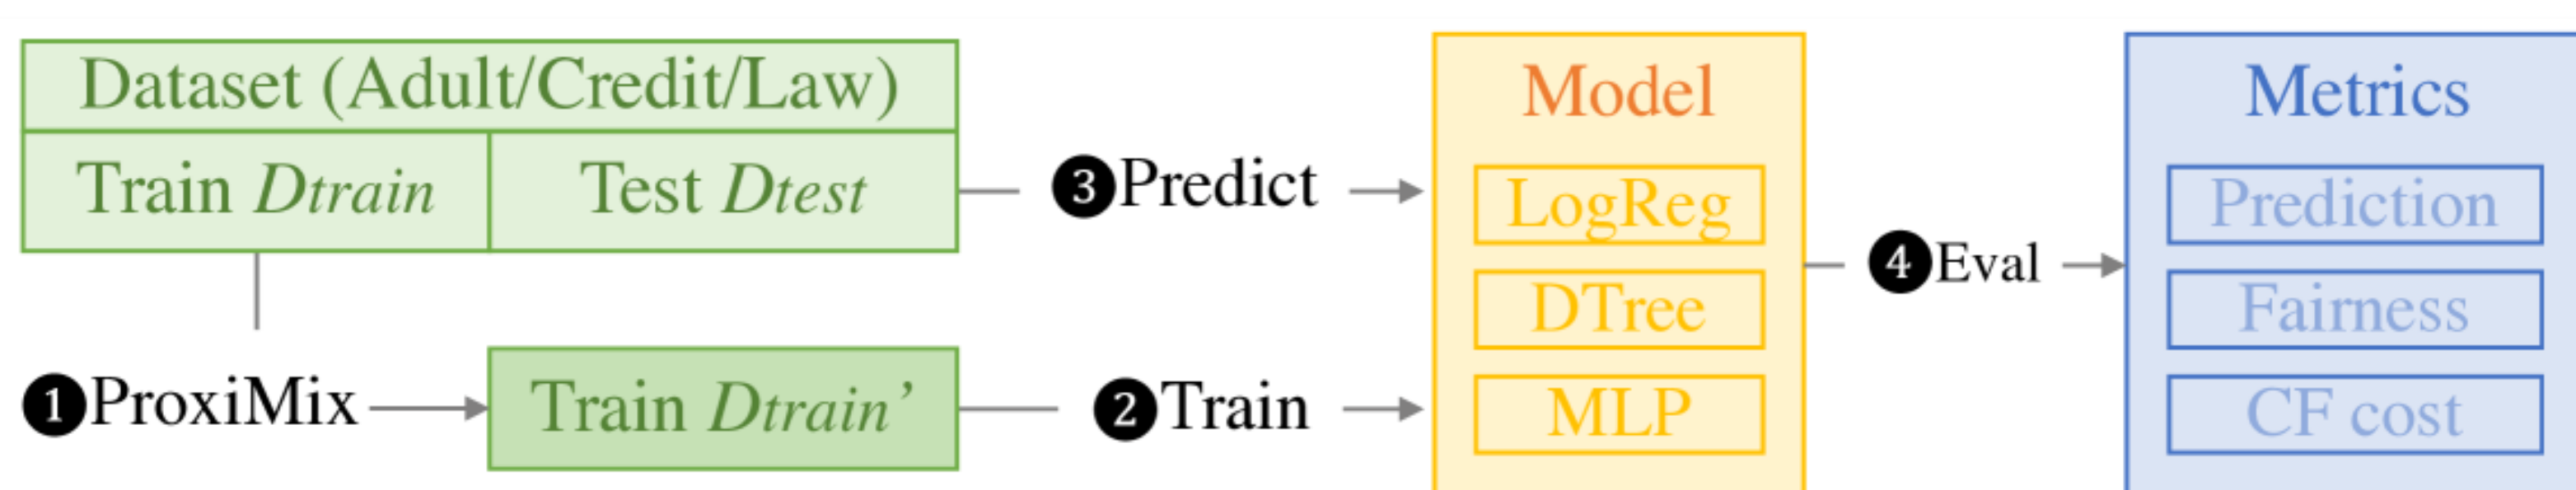 Dataset (Adult/Credit/Law)
Train Dtrain
Test Dtest
❶ProxiMix
Train Dtrain’
❷Train
❸Predict
Model
LogReg
DTree
MLP
❹Eval
Metrics
Prediction
Fairness
CF cost